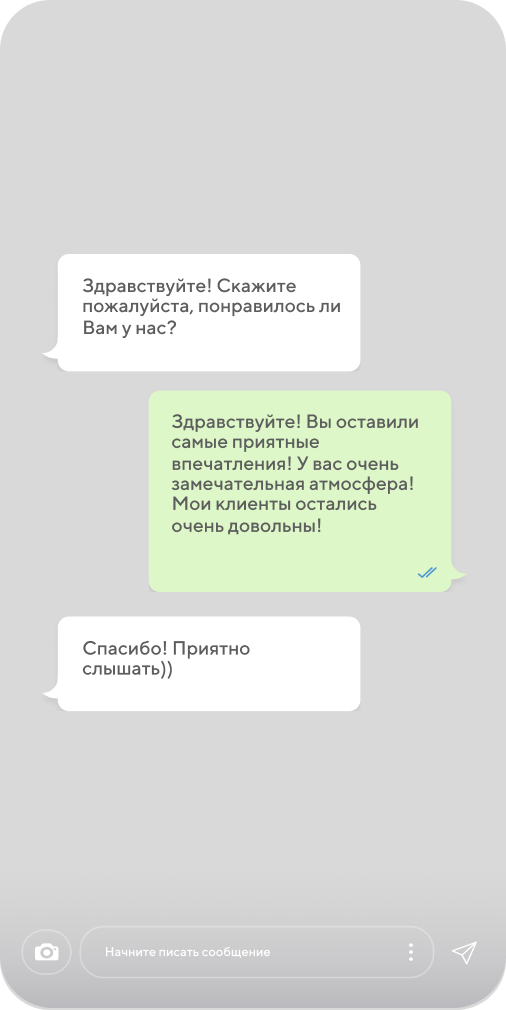 Здравствуйте! Скажите
пожалуйста, понравилось ли
Вам у нас?
Здравствуйте! Вы оставили
самые приятные
впечатления! У вас очень
замечательная атмосфера!
Мои клиенты остались
очень довольны!
Спасибо! Приятно
слышать))
Начните писать сообщение